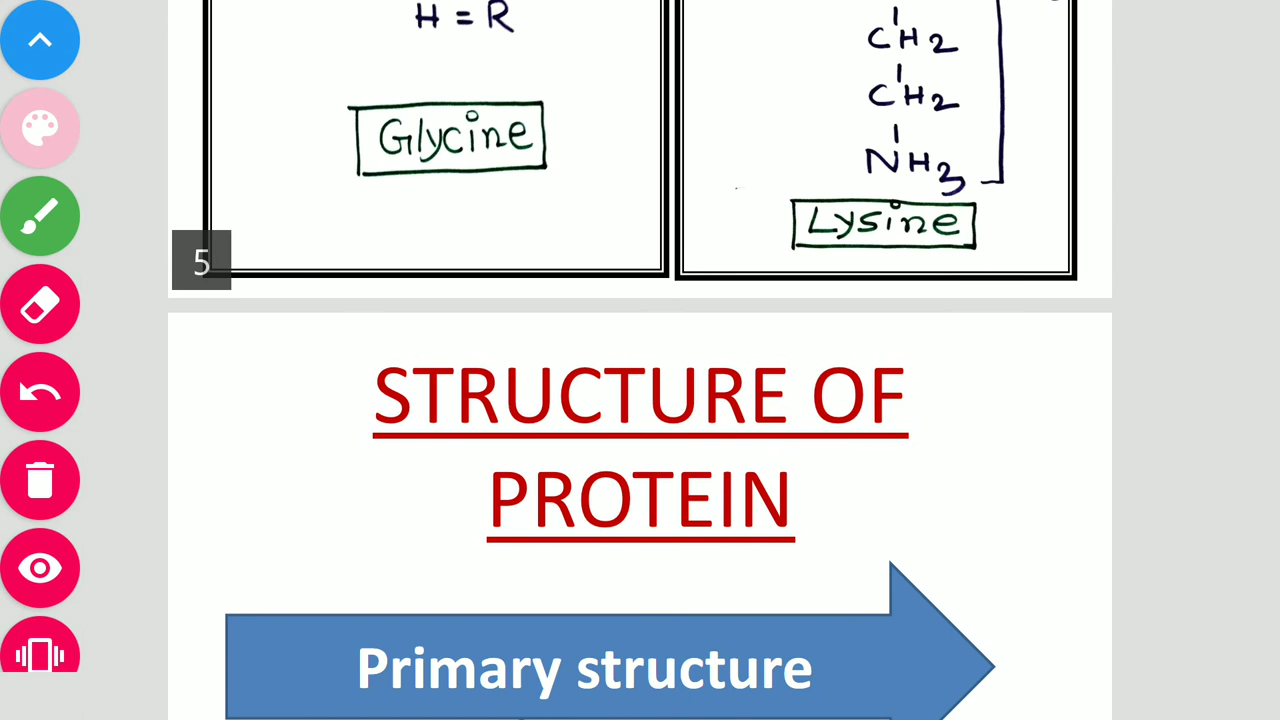 H = R
Glycine
CH2
CH2
NH3
Lysine
5
STRUCTURE OF
PROTEIN
Primary structure